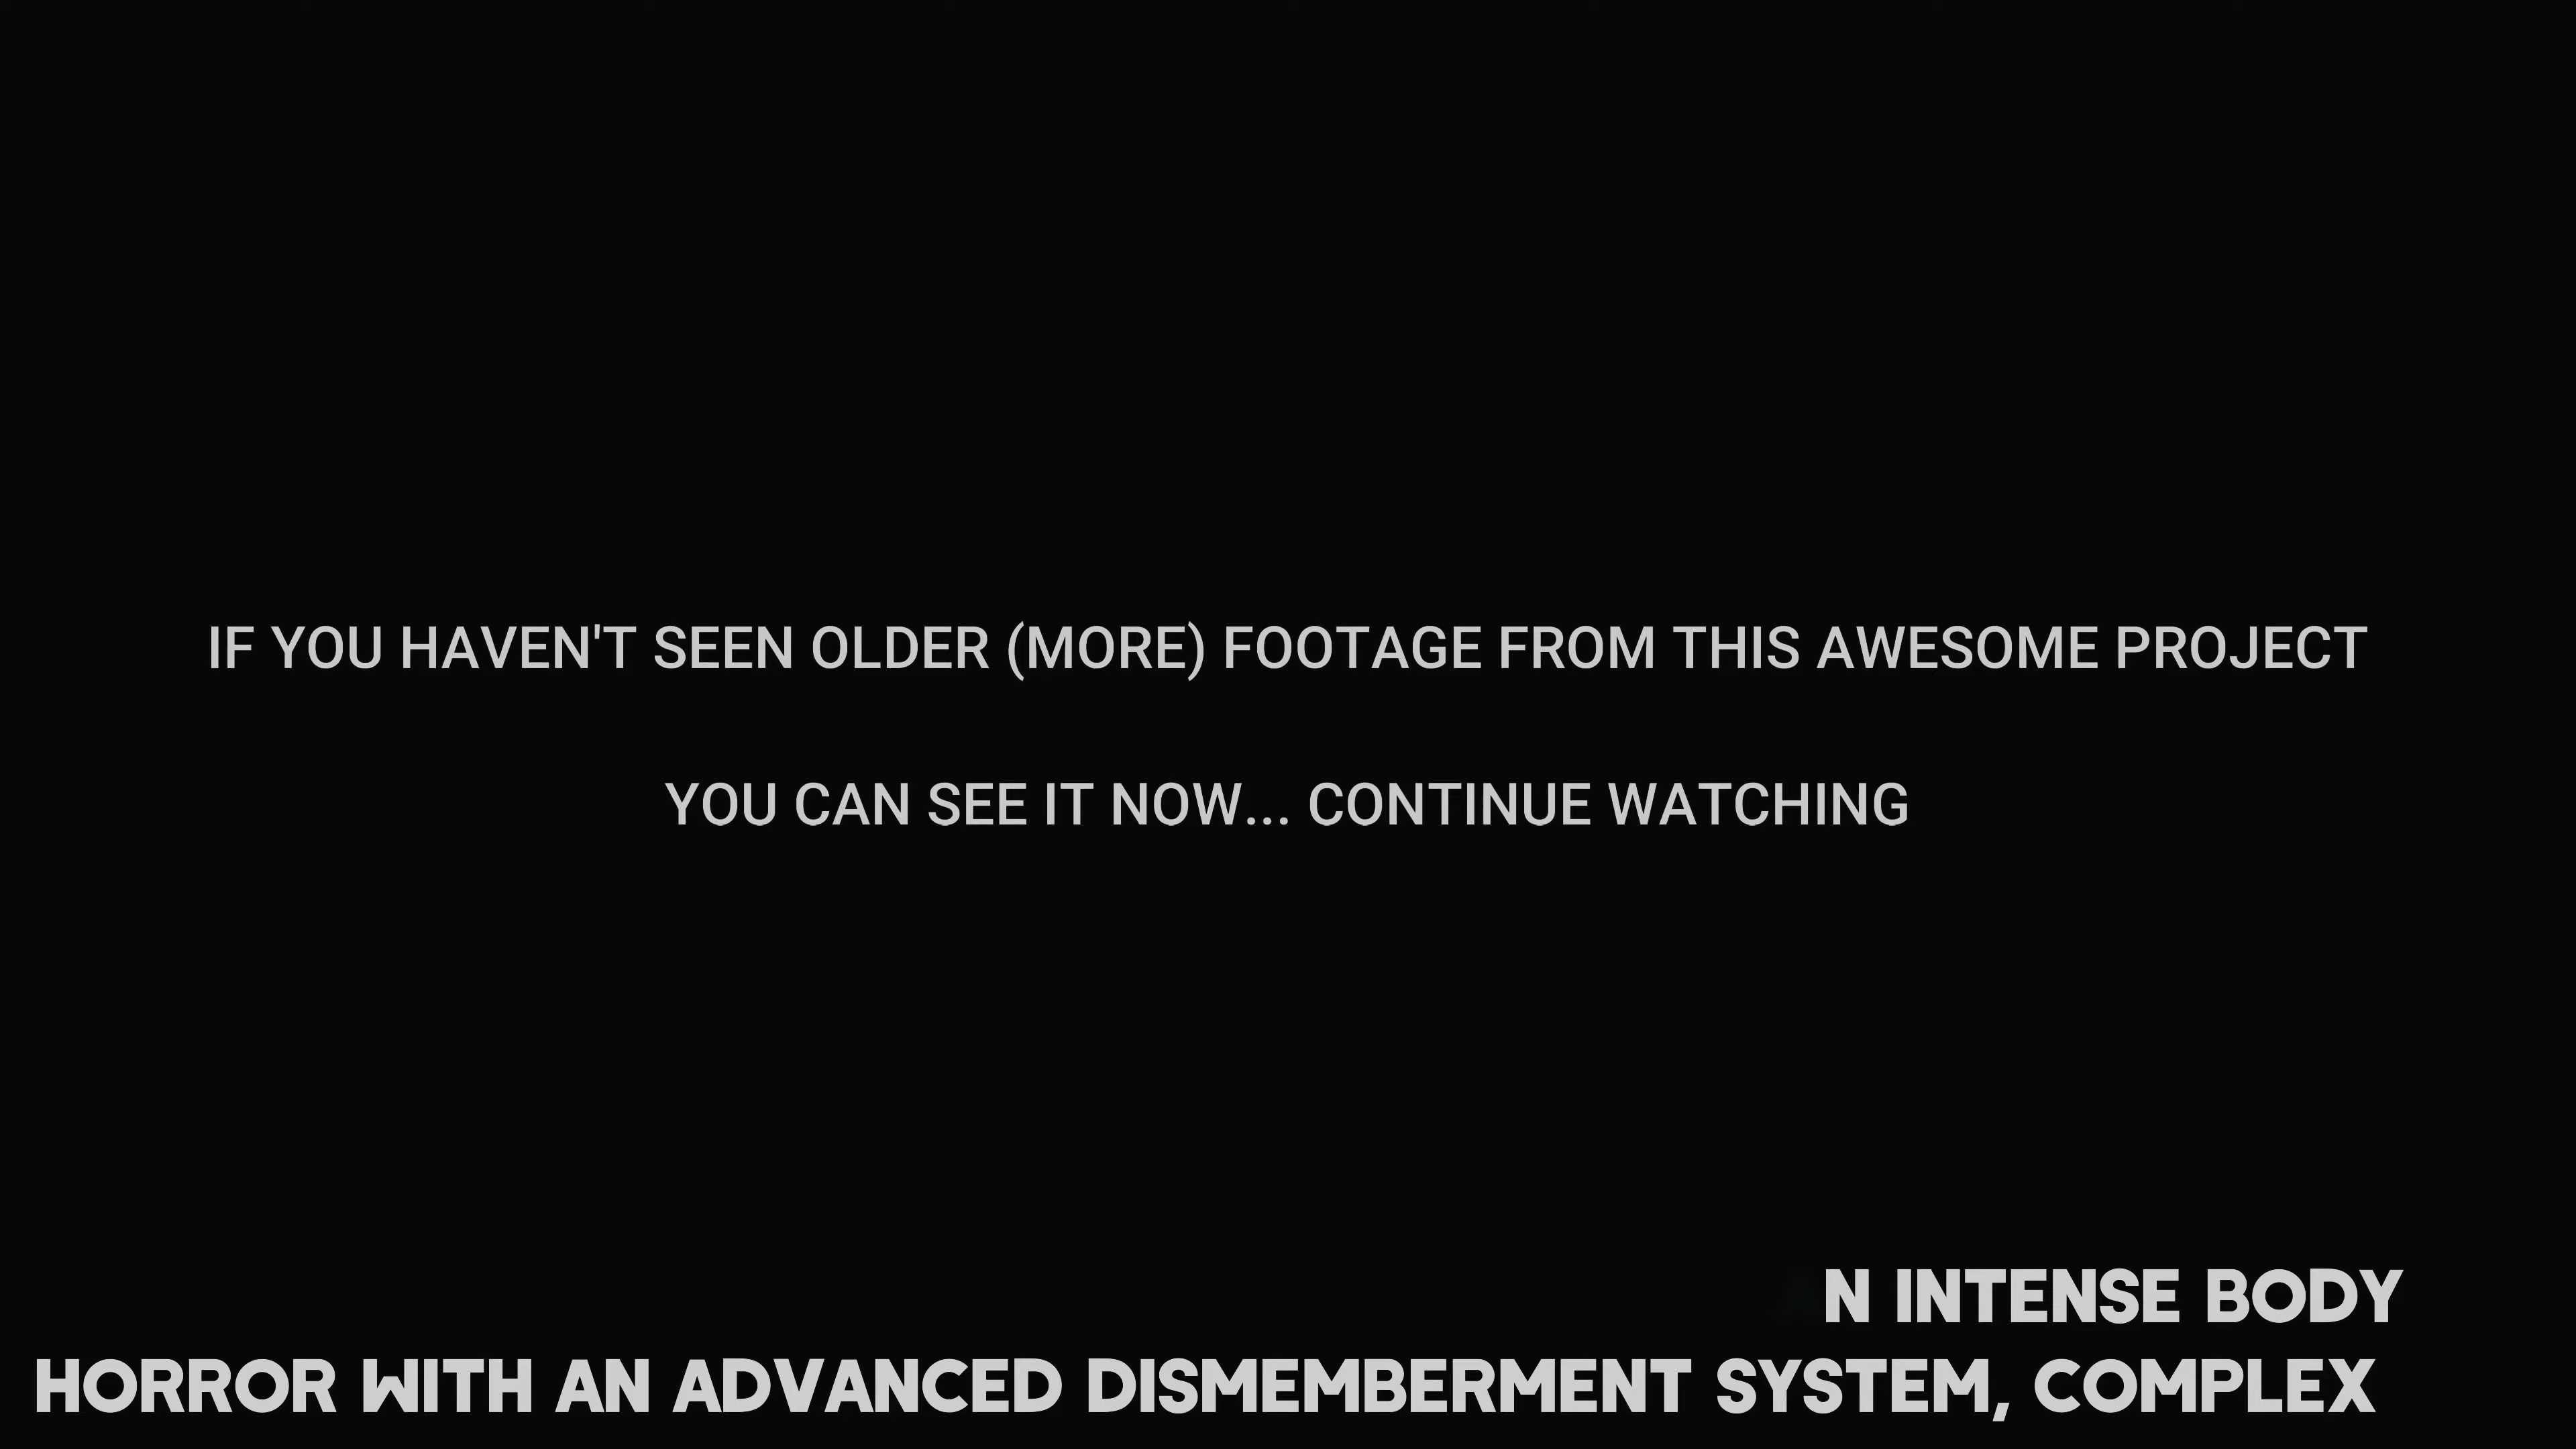 IF YOU HAVEN'T SEEN OLDER (MORE) FOOTAGE FROM THIS AWESOME PROJECT
YOU CAN SEE IT NOW... CONTINUE WATCHING
N INTENSE BODY
HORROR WITH AN ADVANCED DISMEMBERMENT SYSTEM, COMPLEX